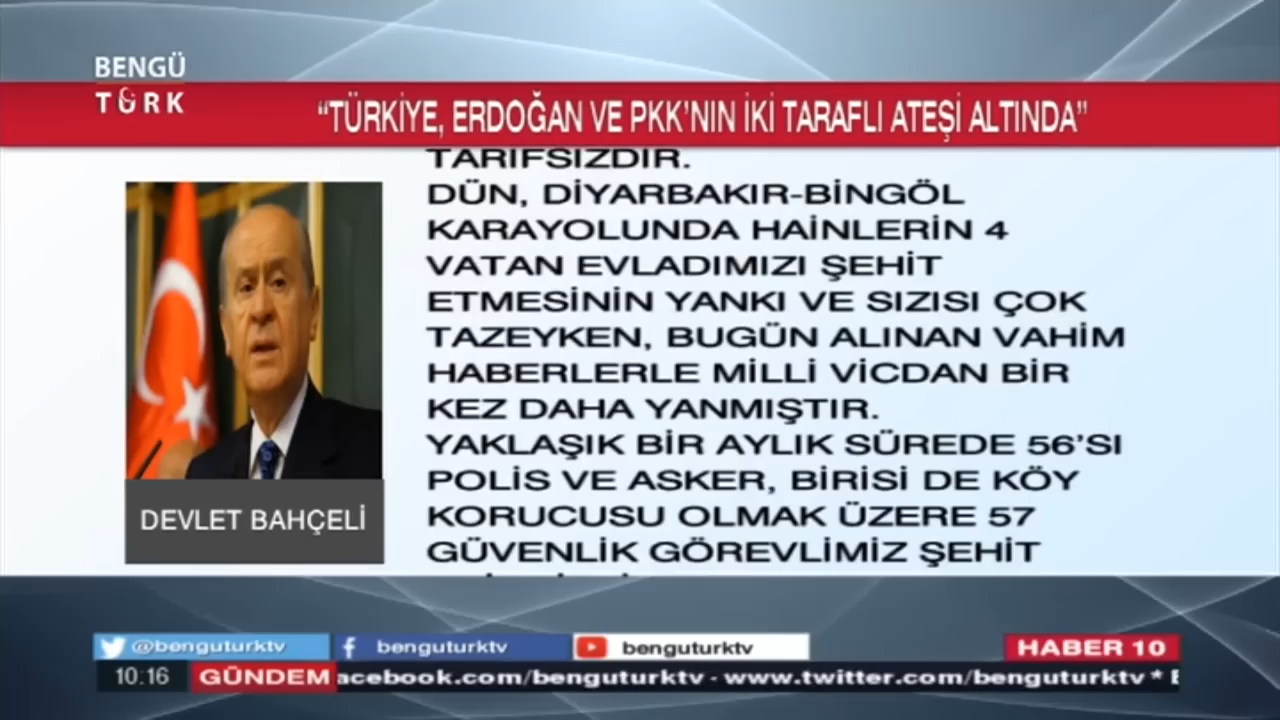 BENGÜ
TÜRK
“TÜRKİYE, ERDOĞAN VE PKK’NIN İKİ TARAFLI ATEŞİ ALTINDA”
TARİFSİZDİR.
DÜN, DİYARBAKIR-BİNGÖL
KARAYOLUNDA HAİNLERİN 4
VATAN EVLADIMIZI ŞEHİT
ETMESİNİN YANKI VE SIZISI ÇOK
TAZEYKEN, BUGÜN ALINAN VAHİM
HABERLERLE MİLLİ VİCDAN BİR
KEZ DAHA YANMIŞTIR.
YAKLAŞIK BİR AYLIK SÜREDE 56’SI
POLİS VE ASKER, BİRİSİ DE KÖY
KORUCUSU OLMAK ÜZERE 57
GÜVENLİK GÖREVLİMİZ ŞEHİT
DEVLET BAHÇELİ
@benguturktv benguturktv benguturktv
HABER 10
10:16 GÜNDEM acebook.com/benguturktv - www.twitter.com/benguturktv *